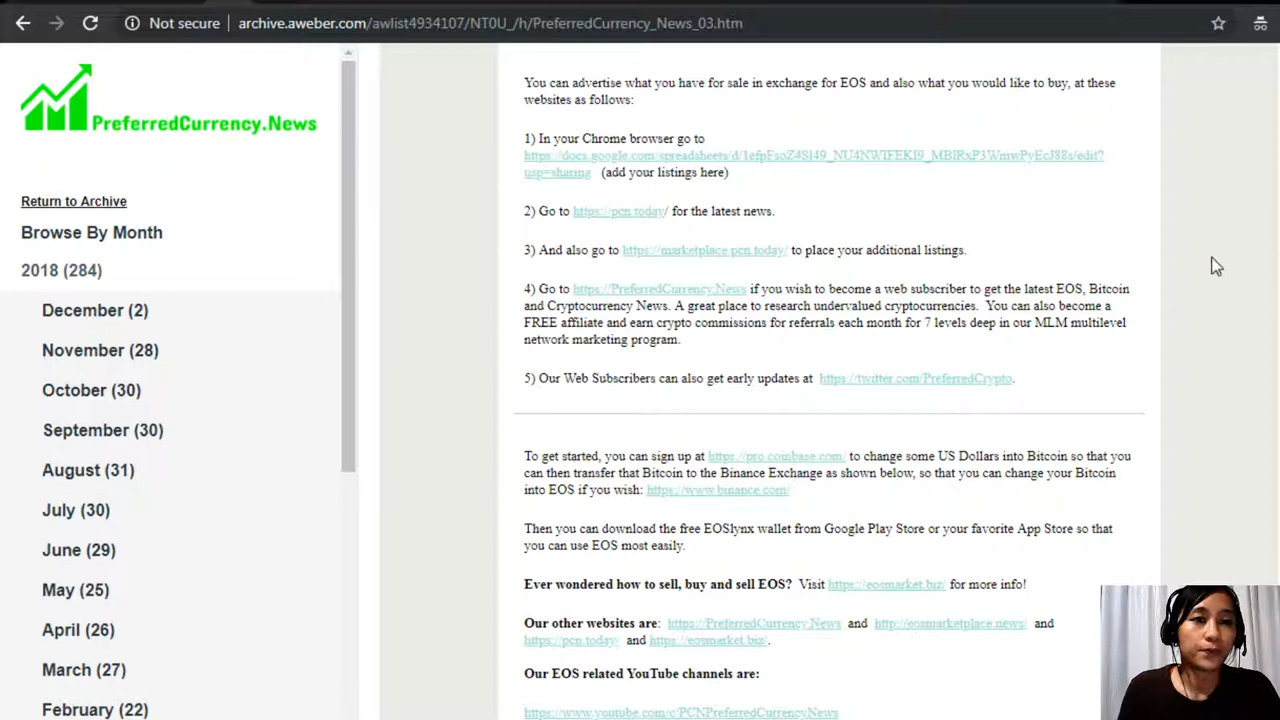 Not secure
archive.aweber.com/awlist4934107/NT0U_/h/PreferredCurrency_News_03.htm
PreferredCurrency.News
Return to Archive
Browse By Month
2018 (284)
December (2)
November (28)
October (30)
September (30)
August (31)
July (30)
June (29)
May (25)
April (26)
March (27)
February (22)
You can advertise what you have for sale in exchange for EOS and also what you would like to buy, at these
websites as follows:
1) In your Chrome browser go to
(add your listings here)
2) Go to https://pcn.today/ for the latest news.
3) And also go to https://marketplace.pcn.today/ to place your additional listings.
4) Go to https://PreferredCurrency.News if you wish to become a web subscriber to get the latest EOS, Bitcoin
and Cryptocurrency News. A great place to research undervalued cryptocurrencies. You can also become a
FREE affiliate and earn crypto commissions for referrals each month for 7 levels deep in our MLM multilevel
network marketing program.
5) Our Web Subscribers can also get early updates at https://twitter.com/PreferredCrypto.
To get started, you can sign up at https://pro.coinbase.com/ to change some US Dollars into Bitcoin so that you
can then transfer that Bitcoin to the Binance Exchange as shown below, so that you can change your Bitcoin
into EOS if you wish: https://www.binance.com/
Then you can download the free EOSlynx wallet from Google Play Store or your favorite App Store so that
you can use EOS most easily.
Ever wondered how to sell, buy and sell EOS? Visit https://eosmarket.biz/ for more info!
Our other websites are: https://PreferredCurrency.News and http://eosmarketplace.news/ and
https://pcn.today/ and https://eosmarket.biz/.
Our EOS related YouTube channels are:
https://www.youtube.com/c/PCNPreferredCurrencyNews